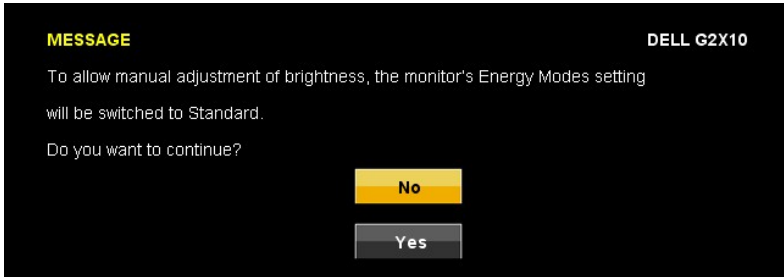 MESSAGE DELL G2X10
To allow manual adjustment of brightness, the monitor's Energy Modes setting
will be switched to Standard.
Do you want to continue?
No
Yes